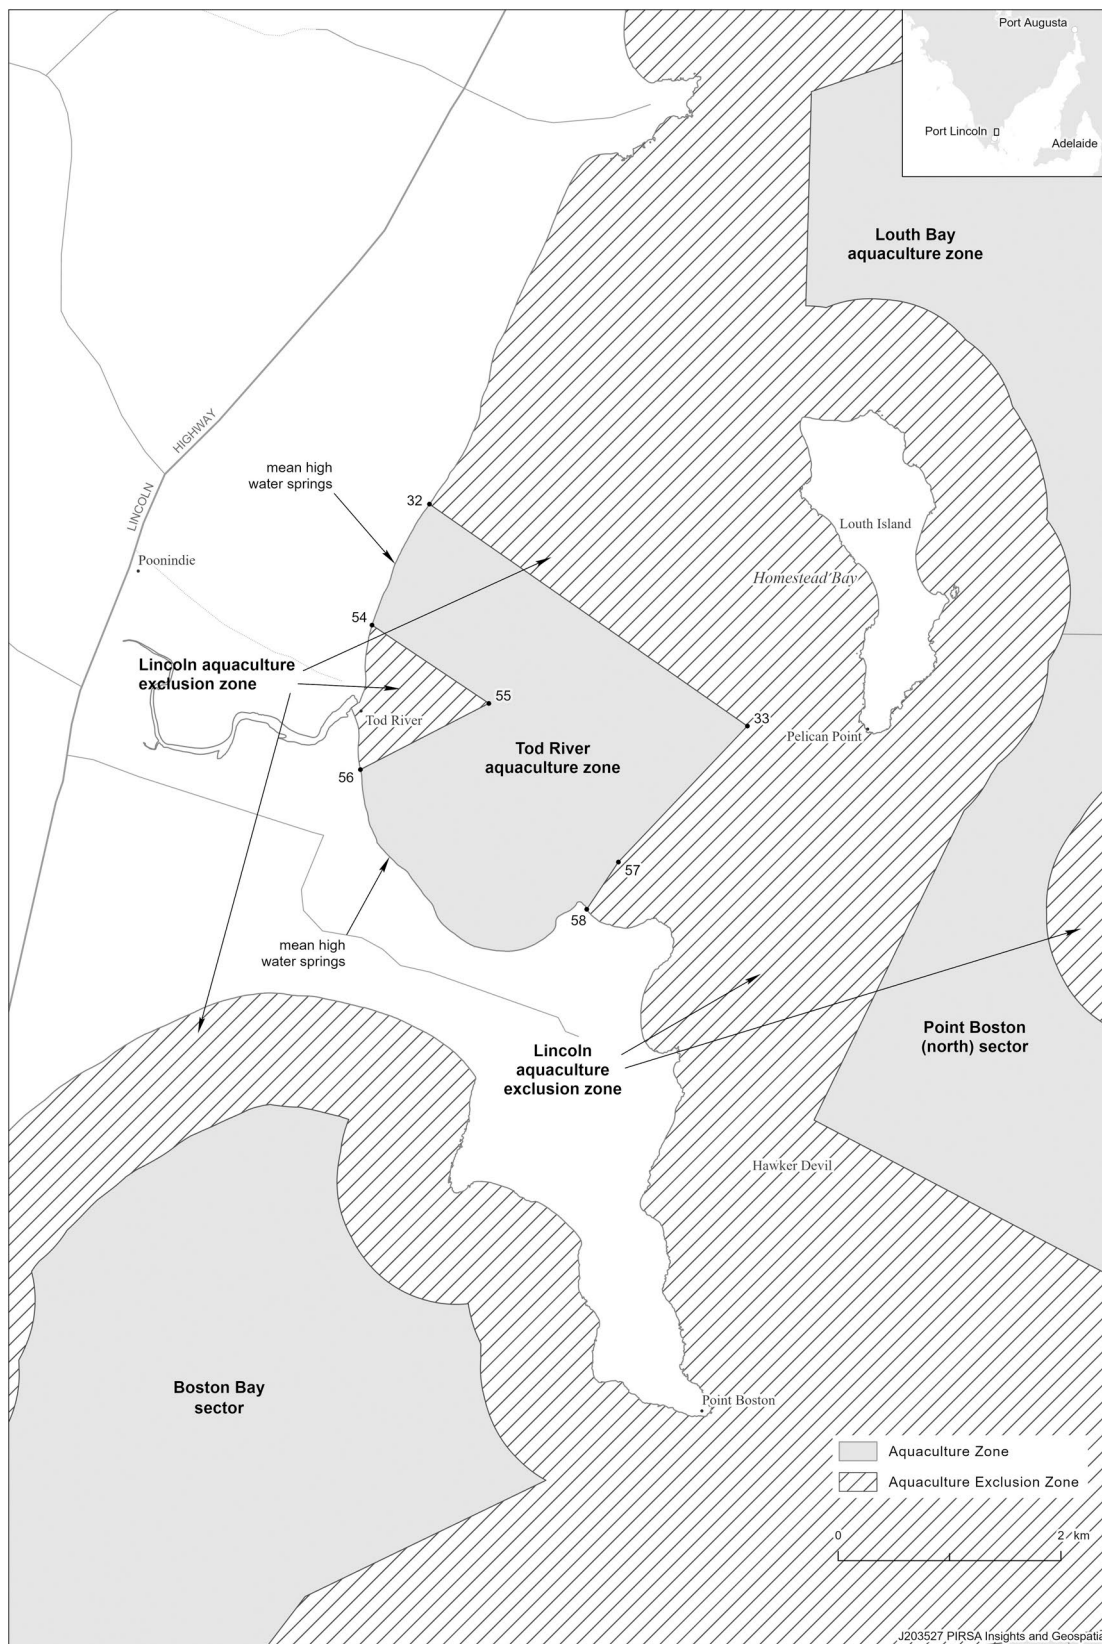 Port Augusta
Port Lincoln
Adelaide
Louth Bay
aquaculture zone
HIGHWAY
LINCOLN
mean high
water springs
32
Louth Island
Poonindie
Homestead Bay
54
Lincoln aquaculture
exclusion zone
55
Tod River
33
Pelican Point
Tod River
aquaculture zone
56
57
58
mean high
water springs
Lincoln
aquaculture
exclusion zone
Point Boston
(north) sector
Hawker Devil
Boston Bay
sector
Point Boston
Aquaculture Zone
Aquaculture Exclusion Zone
0
2 km
J203527 PIRSA Insights and Geospatia